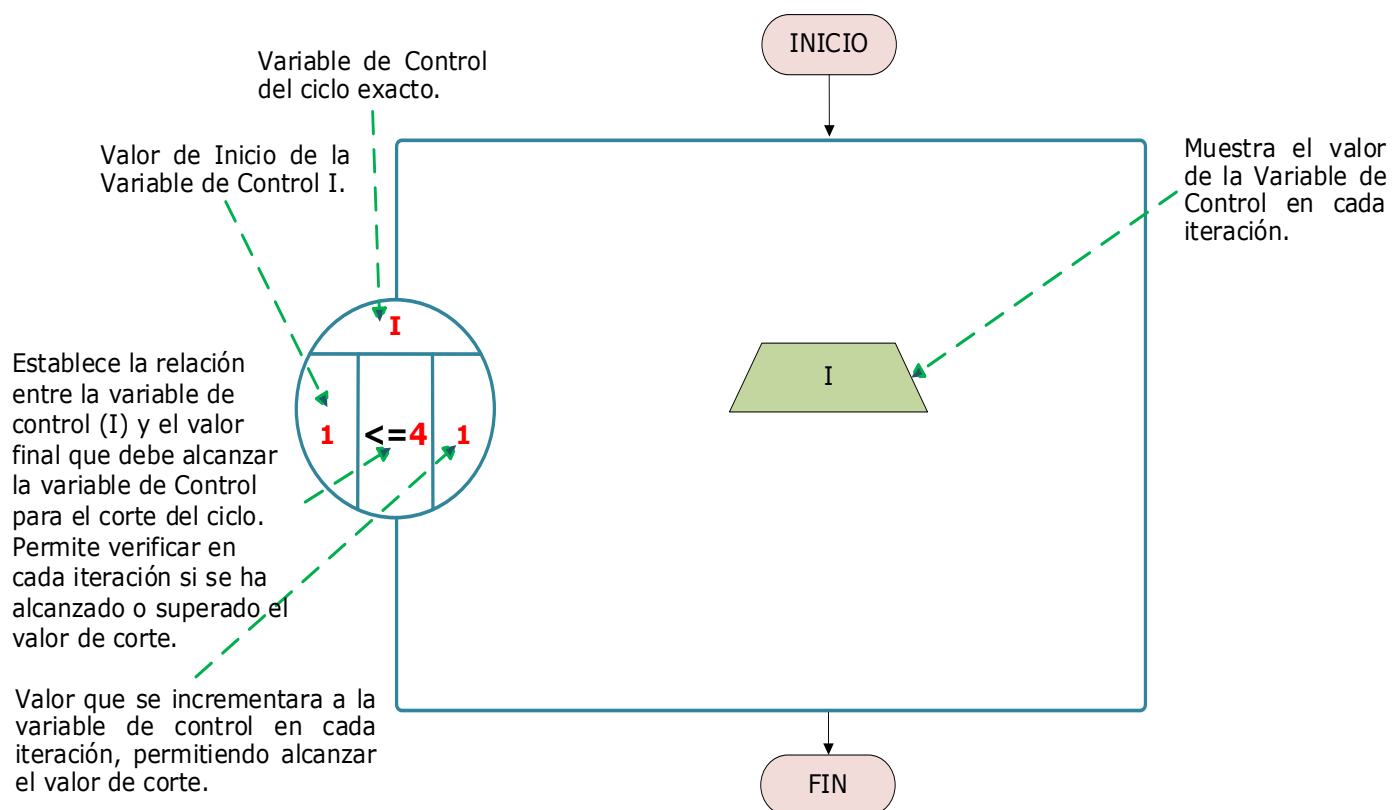 INICIO
Variable de Control
del ciclo exacto.
Valor de Inicio de la
Variable de Control I.
Muestra el valor
de la Variable de
Control en cada
iteración.
I
I
1
<=4
1
Establece la relación
entre la variable de
control (I) y el valor
final que debe alcanzar
la variable de Control
para el corte del ciclo.
Permite verificar en
cada iteración si se ha
alcanzado o superado el
valor de corte.
Valor que se incrementara a la
variable de control en cada
iteración, permitiendo alcanzar
el valor de corte.
FIN